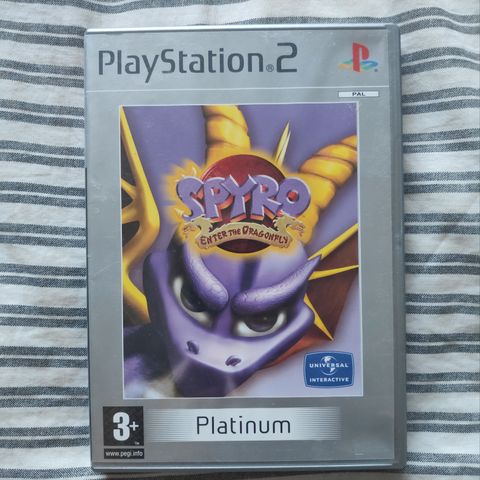 PlayStation®2
PAL
SPYRO
ENTER THE DRAGONFLY
UNIVERSAL
INTERACTIVE
3+
www.pegi.info
Platinum